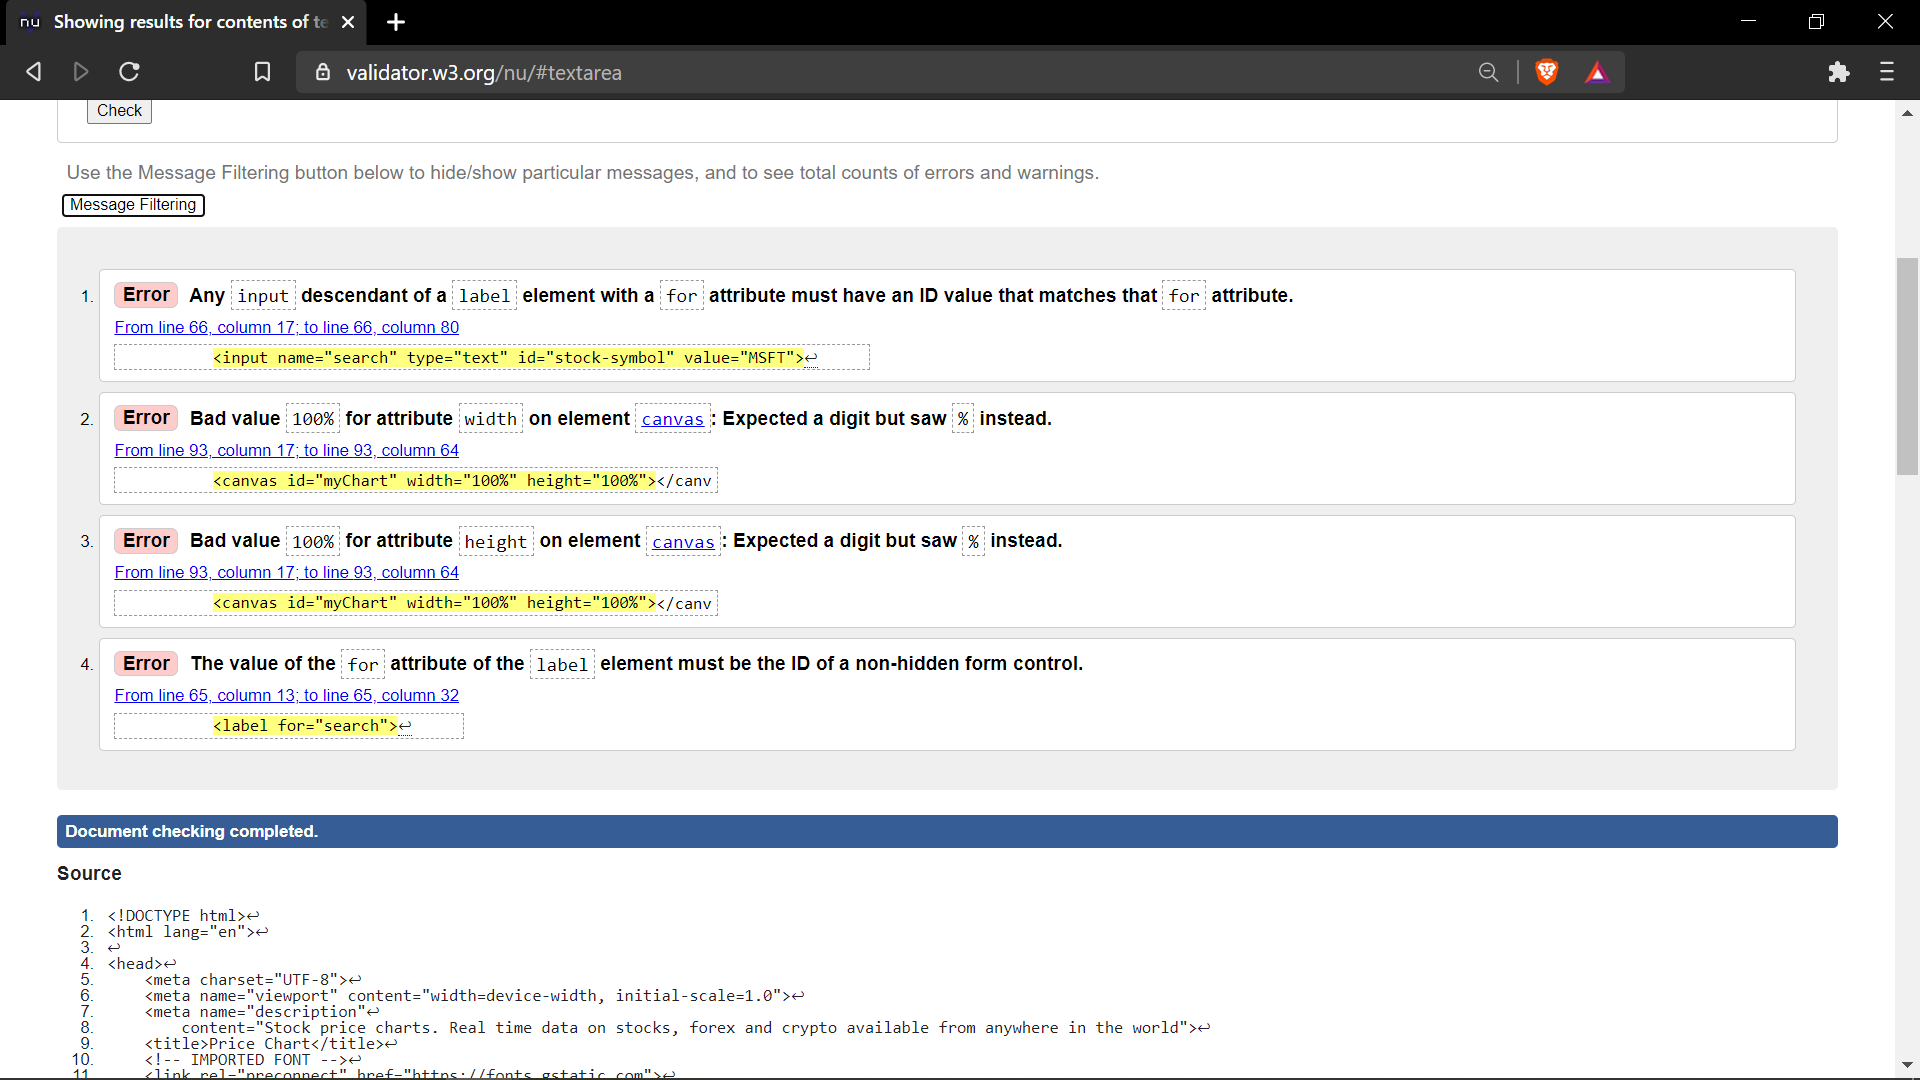 nu Showing results for contents of te
validator.w3.org/nu/#textarea
Check
Use the Message Filtering button below to hide/show particular messages, and to see total counts of errors and warnings.
Message Filtering
1. Error Any input descendant of a label element with a for attribute must have an ID value that matches that for attribute.
From line 66, column 17; to line 66, column 80
<input name="search" type="text" id="stock-symbol" value="MSFT">↩
2. Error Bad value 100% for attribute width on element canvas: Expected a digit but saw % instead.
From line 93, column 17; to line 93, column 64
<canvas id="myChart" width="100%" height="100%"></canv
3. Error Bad value 100% for attribute height on element canvas: Expected a digit but saw % instead.
From line 93, column 17; to line 93, column 64
<canvas id="myChart" width="100%" height="100%"></canv
4. Error The value of the for attribute of the label element must be the ID of a non-hidden form control.
From line 65, column 13; to line 65, column 32
<label for="search">↩
Document checking completed.
Source
1. <!DOCTYPE html>↩
2. <html lang="en">↩
3. ↩
4. <head>↩
5. <meta charset="UTF-8">↩
6. <meta name="viewport" content="width=device-width, initial-scale=1.0">↩
7. <meta name="description"↩
8. content="Stock price charts. Real time data on stocks, forex and crypto available from anywhere in the world">↩
9. <title>Price Chart</title>↩
10. <!-- IMPORTED FONT -->↩
11. <link rel="preconnect" href="https://fonts.gstatic.com">↩